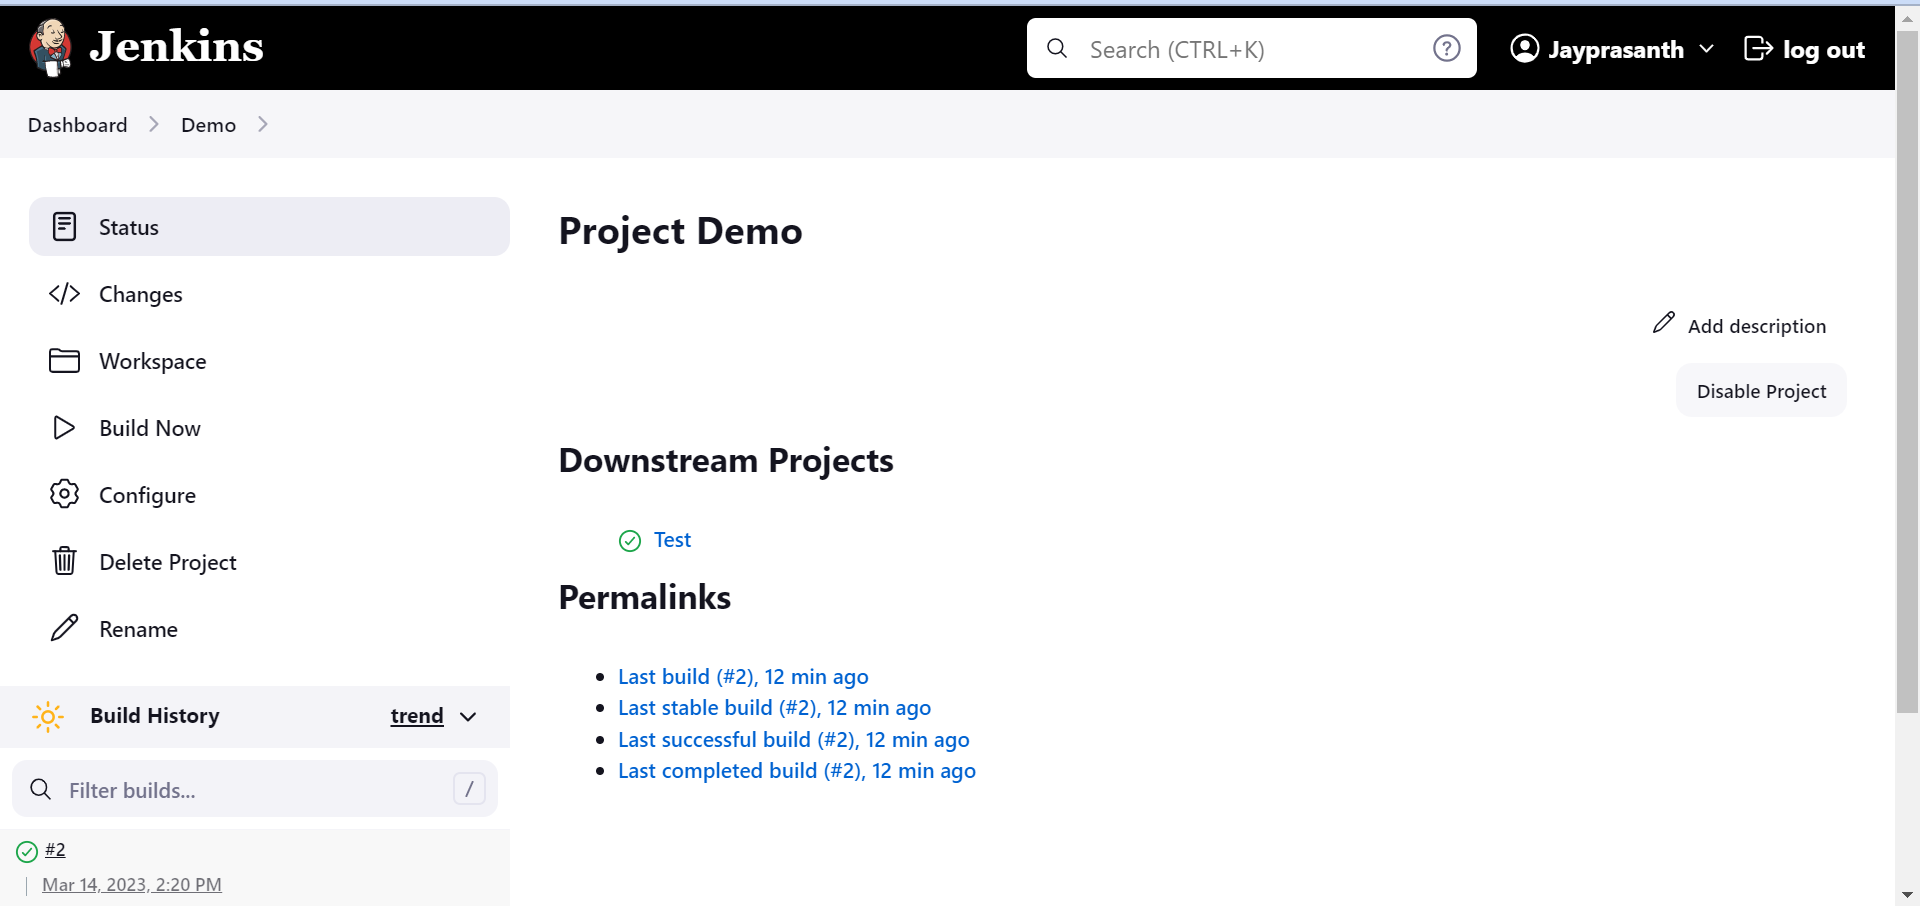 Jenkins
Search (CTRL+K)
?
Jayprasanth
log out
Dashboard
Demo
Status
Changes
Workspace
Build Now
Configure
Delete Project
Rename
Build History
trend
Filter builds...
/
#2
Mar 14, 2023, 2:20 PM
Project Demo
Add description
Disable Project
Downstream Projects
Test
Permalinks
Last build (#2), 12 min ago
Last stable build (#2), 12 min ago
Last successful build (#2), 12 min ago
Last completed build (#2), 12 min ago